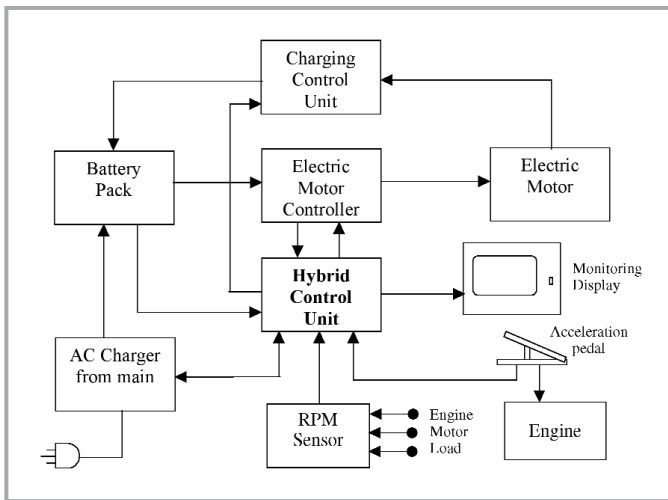 Charging
Control
Unit
Battery
Pack
Electric
Motor
Controller
Electric
Motor
Hybrid
Control
Unit
Monitoring
Display
AC Charger
from main
Acceleration
pedal
RPM
Sensor
Engine
Motor
Load
Engine